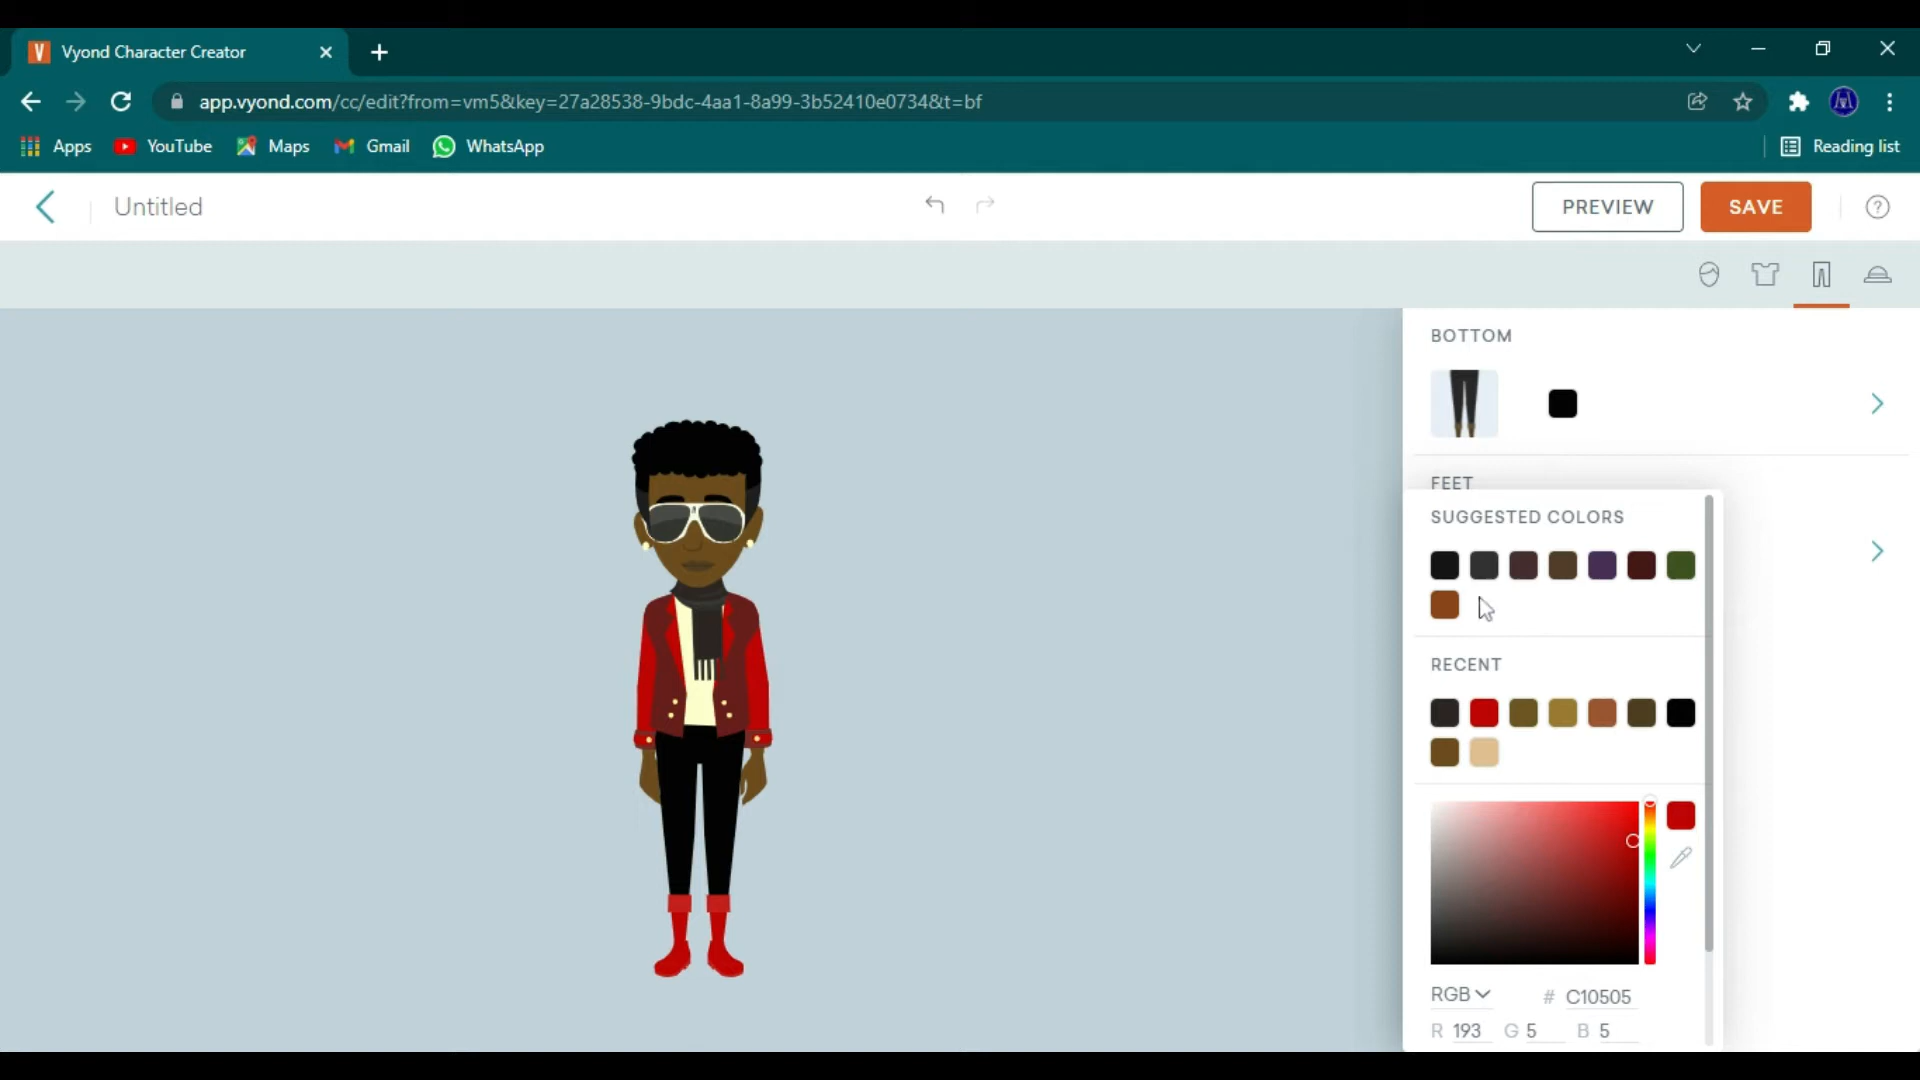 Vyond Character Creator
app.vyond.com/cc/edit?from=vm5&key=27a28538-9bdc-4aa1-8a99-3b52410e0734&t=bf
Apps YouTube Maps Gmail WhatsApp Reading list
Untitled PREVIEW SAVE
BOTTOM
FEET
SUGGESTED COLORS
RECENT
RGB # C10505
R 193 G 5 B 5